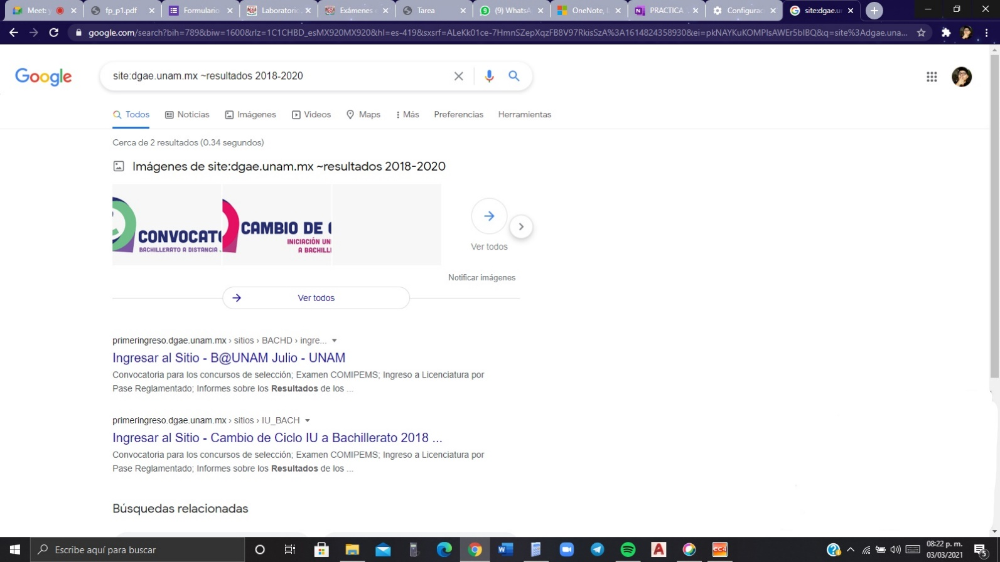 Meet: y
fp_p1.pdf
Formulario
Laboratorio
Exámenes
Tarea
(9) WhatsA
OneNote, l
PRACTICA
Configurac
site:dgae.u
google.com/search?bih=789&biw=1600&rlz=1C1CHBD_esMX920MX920&hl=es-419&sxsrf=ALeKk01ce-7HmnSZepXqzFB8V97RkisSzA%3A1614824358930&ei=pkNAYKuKOMPIsAWEr5bIBQ&q=site%3Adgae.una...
Google
site:dgae.unam.mx ~resultados 2018-2020
Todos Noticias Imágenes Videos Maps Más Preferencias Herramientas
Cerca de 2 resultados (0.34 segundos)
Imágenes de site:dgae.unam.mx ~resultados 2018-2020
CONVOCATO
BACHILLERATO A DISTANCIA
CAMBIO DE
INICIACIÓN UN
A BACHIL
Ver todos
Notificar imágenes
Ver todos
primeringreso.dgae.unam.mx › sitios › BACHD › ingre...
Ingresar al Sitio - B@UNAM Julio - UNAM
Convocatoria para los concursos de selección; Examen COMIPEMS; Ingreso a Licenciatura por
Pase Reglamentado; Informes sobre los Resultados de los ...
primeringreso.dgae.unam.mx › sitios › IU_BACH
Ingresar al Sitio - Cambio de Ciclo IU a Bachillerato 2018 ...
Convocatoria para los concursos de selección; Examen COMIPEMS; Ingreso a Licenciatura por
Pase Reglamentado; Informes sobre los Resultados de los ...
Búsquedas relacionadas
Escribe aquí para buscar
CC4
08:22 p. m.
03/03/2021
5